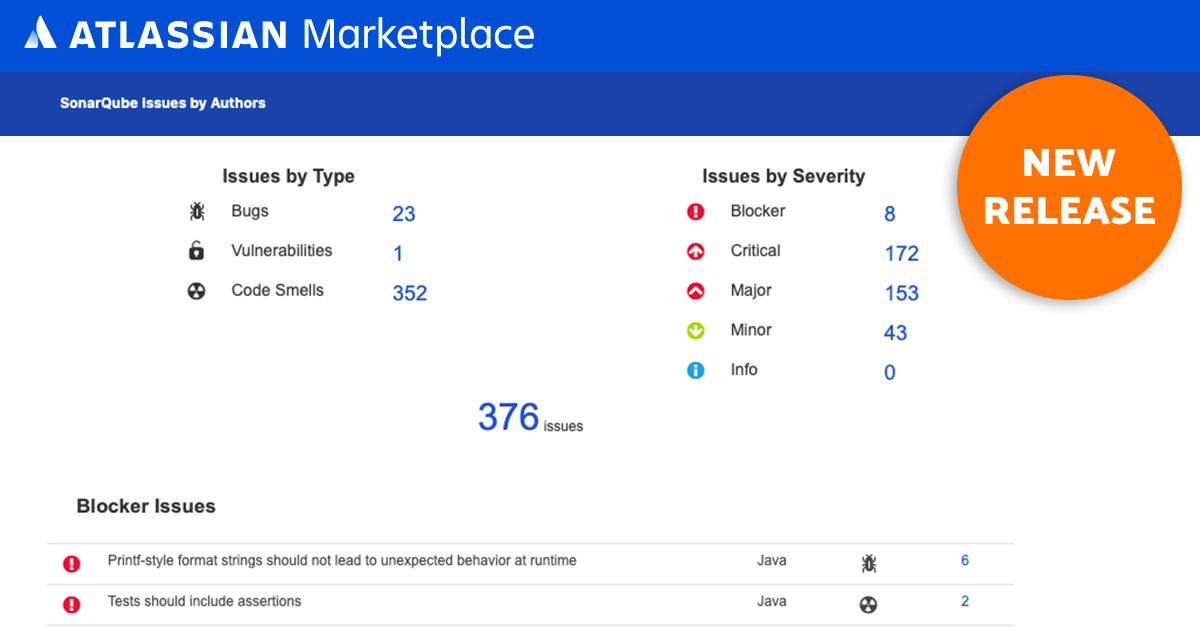 ATLASSIAN Marketplace
SonarQube Issues by Authors
NEW
RELEASE
Issues by Type
Bugs 23
Vulnerabilities 1
Code Smells 352
Issues by Severity
Blocker 8
Critical 172
Major 153
Minor 43
Info 0
376 issues
Blocker Issues
Printf-style format strings should not lead to unexpected behavior at runtime Java 6
Tests should include assertions Java 2